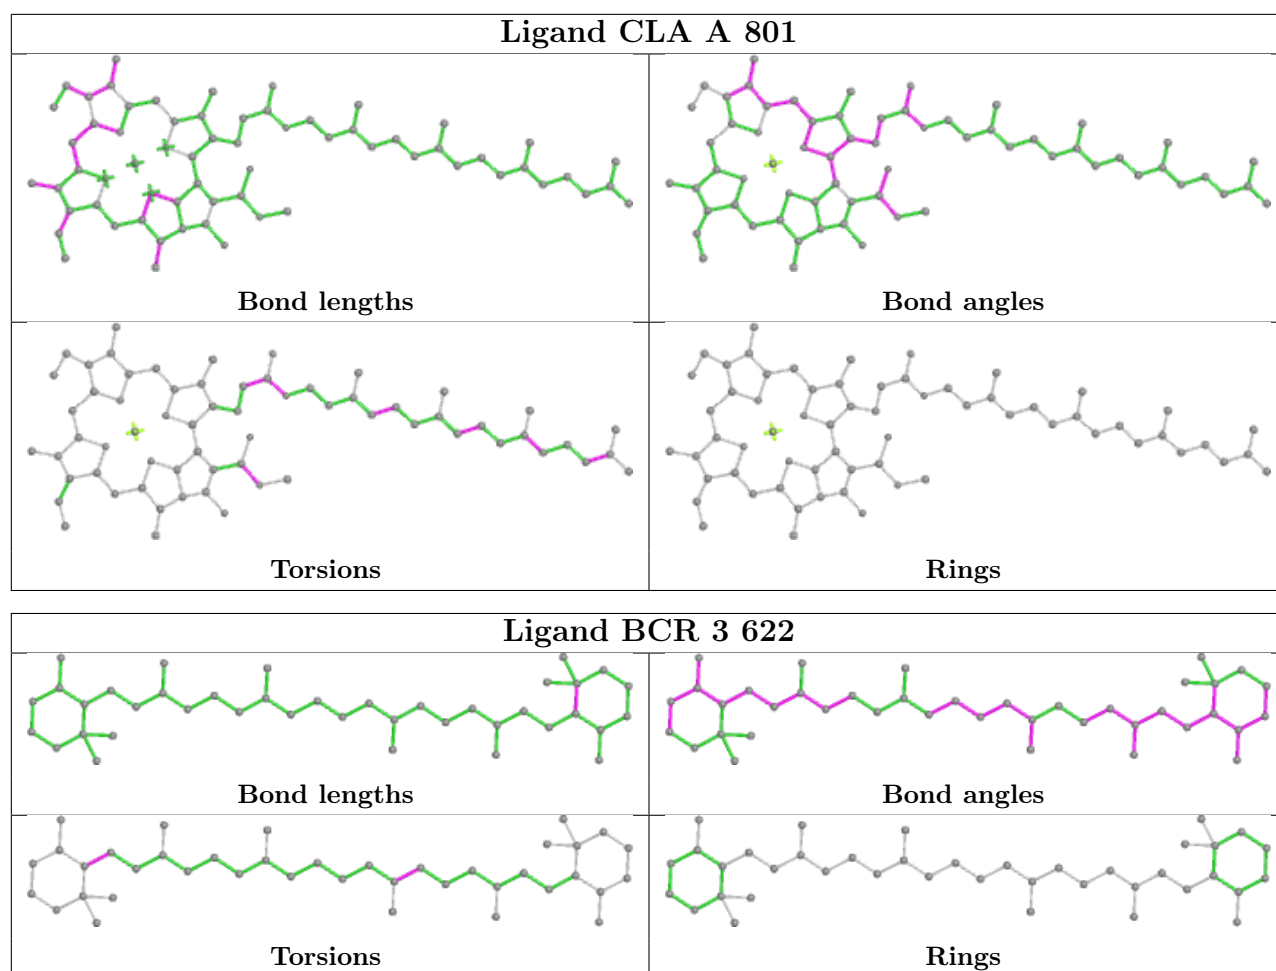 Ligand CLA A 801
Bond lengths
Bond angles
Torsions
Rings
Ligand BCR 3 622
Bond lengths
Bond angles
Torsions
Rings